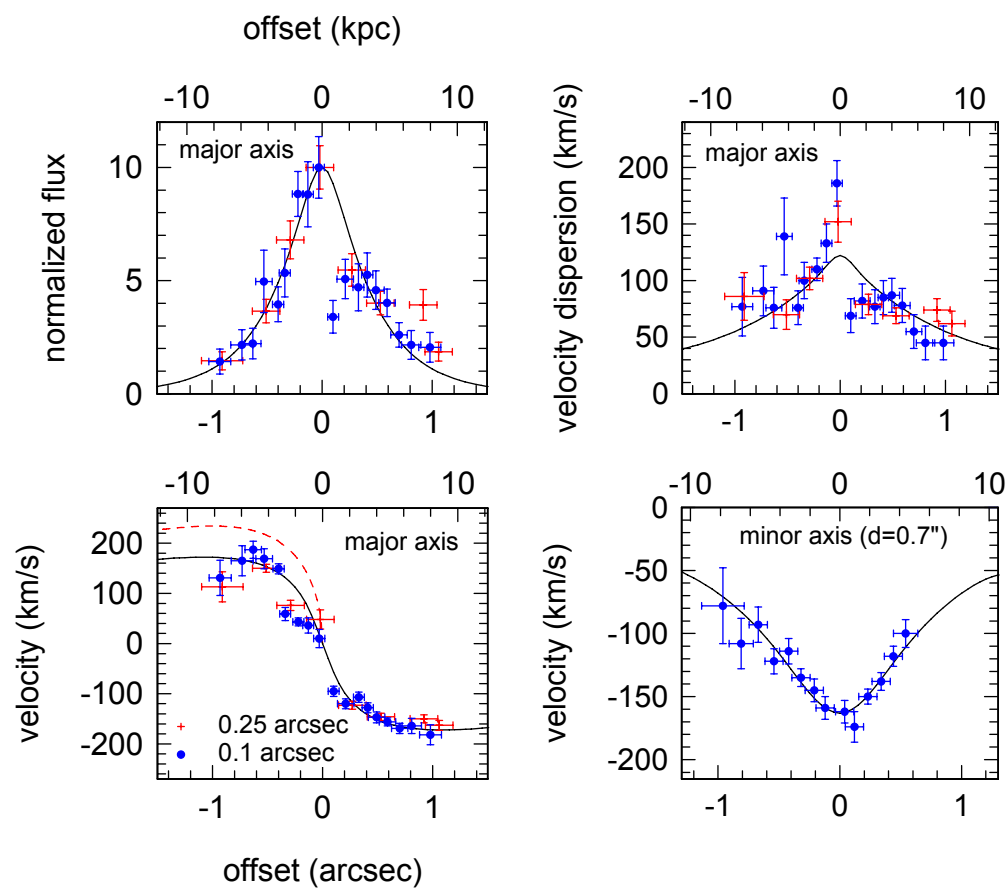 offset (kpc)
-10 0 10
-10 0 10
normalized flux
major axis
10
5
0
-1 0 1
velocity dispersion (km/s)
major axis
200
150
100
50
0
-1 0 1
-10 0 10
-10 0 10
velocity (km/s)
major axis
200
100
0
-100
-200
0.25 arcsec
0.1 arcsec
-1 0 1
velocity (km/s)
minor axis (d=0.7")
0
-50
-100
-150
-200
-1 0 1
offset (arcsec)